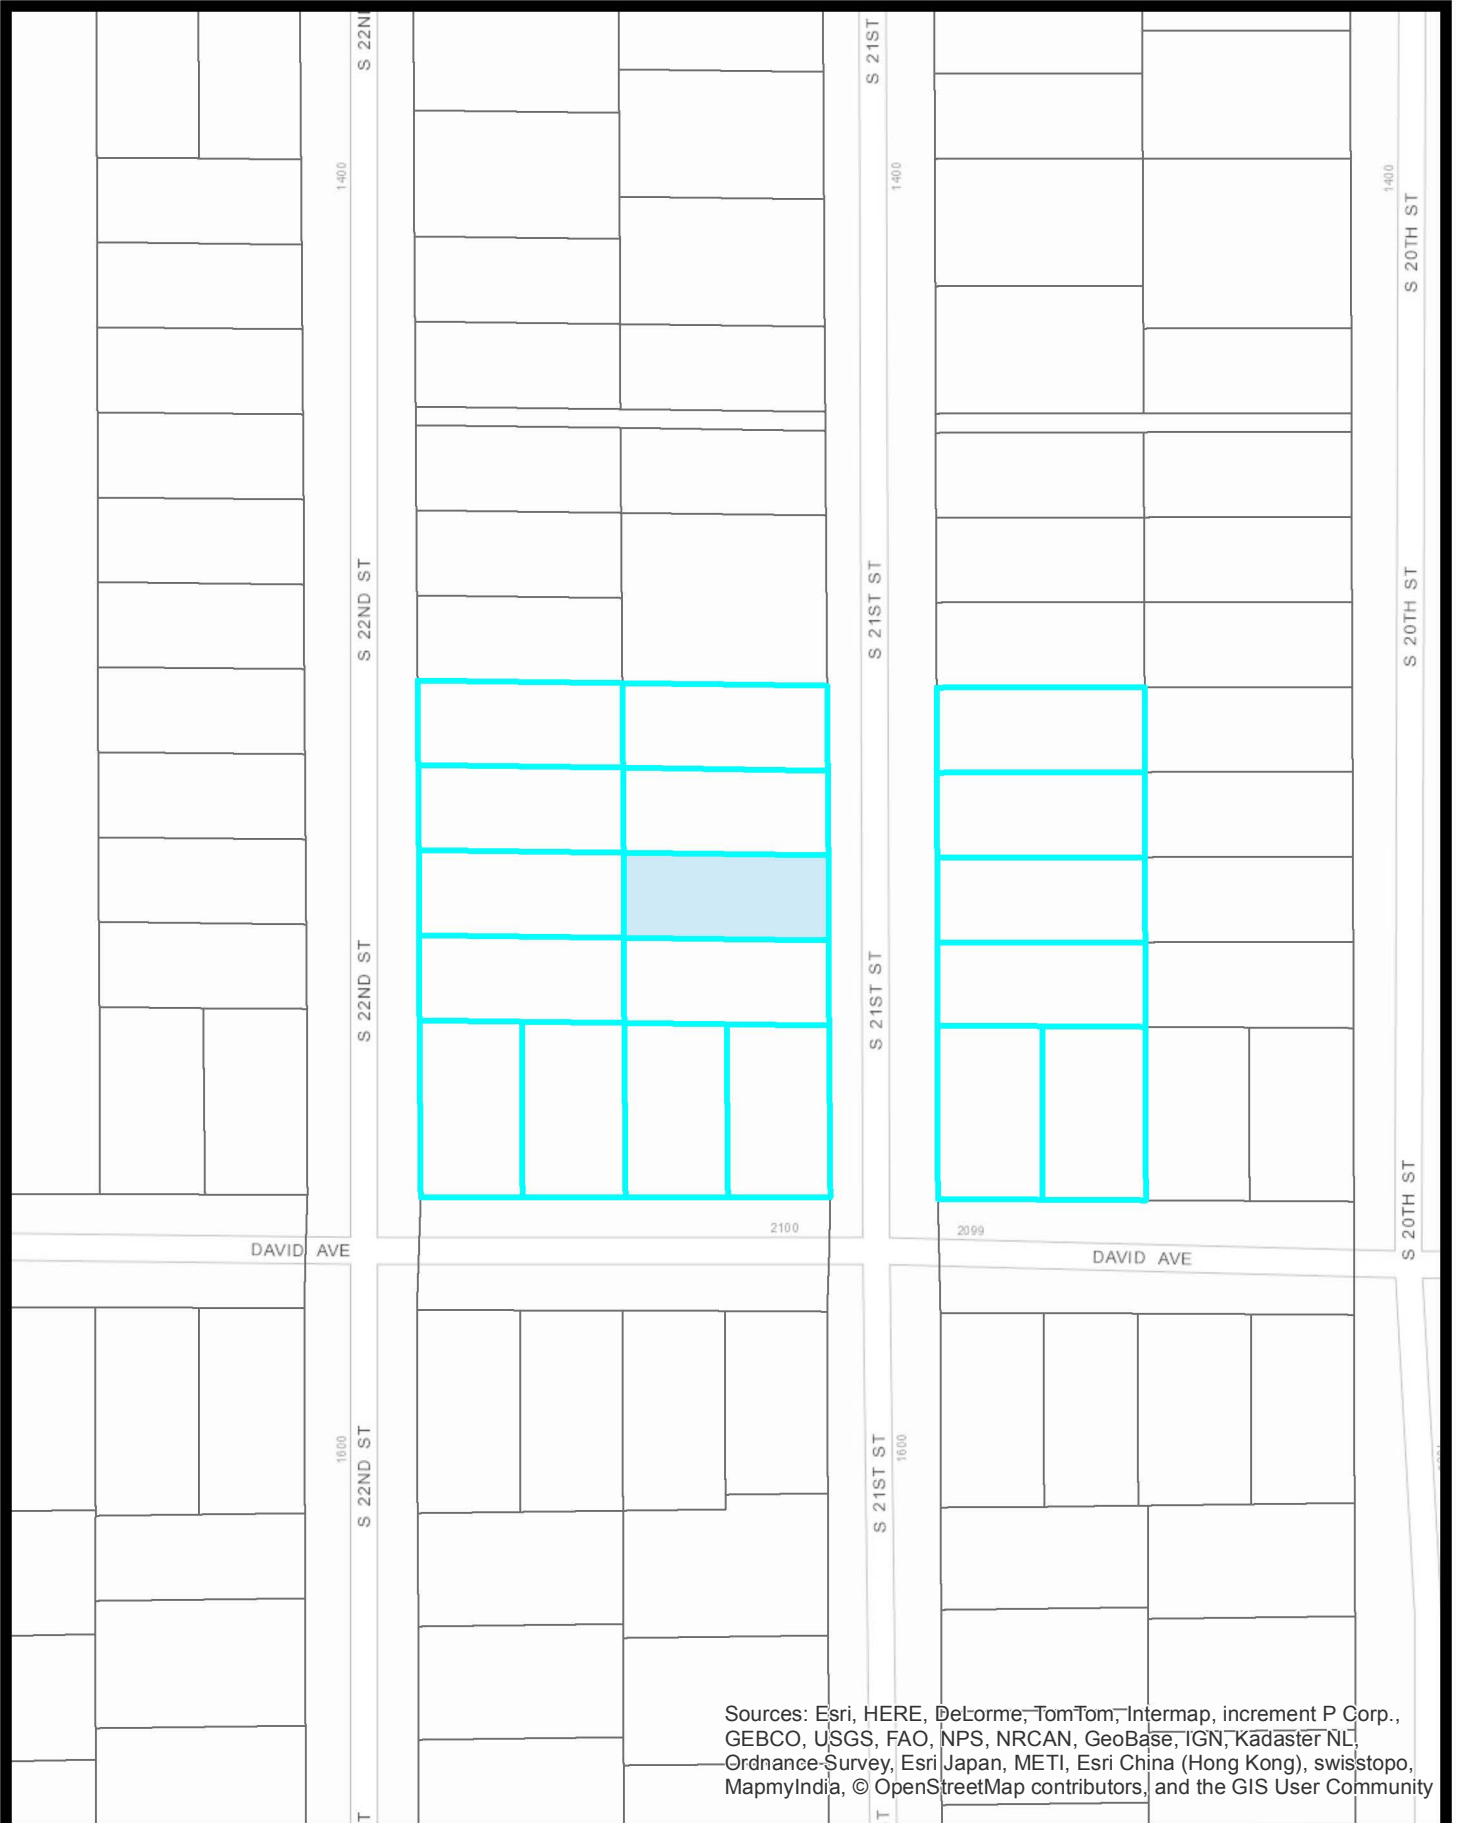 S 22N
S 21ST
1400
1400
1400
S 20TH ST
S 22ND ST
S 21ST ST
S 20TH ST
S 22ND ST
S 21ST ST
S 20TH ST
2100
2099
DAVID AVE
DAVID AVE
1600
S 22ND ST
S 21ST ST
1600
Sources: Esri, HERE, DeLorme, TomTom, Intermap, increment P Corp.,
GEBCO, USGS, FAO, NPS, NRCAN, GeoBase, IGN, Kadaster NL,
Ordnance Survey, Esri Japan, METI, Esri China (Hong Kong), swisstopo,
MapmyIndia, © OpenStreetMap contributors, and the GIS User Community
T
T